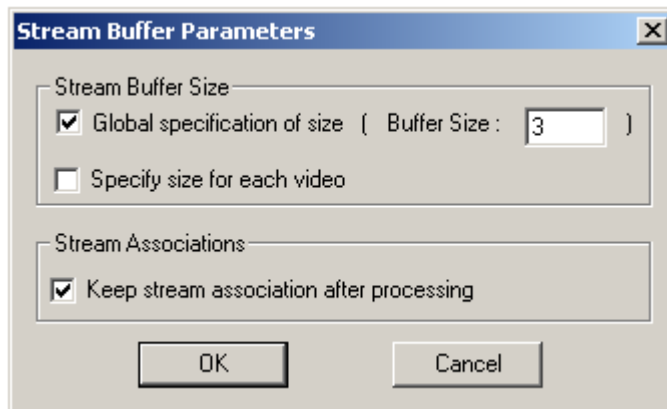 Stream Buffer Parameters
Stream Buffer Size
Global specification of size ( Buffer Size : 3 )
Specify size for each video
Stream Associations
Keep stream association after processing
OK Cancel